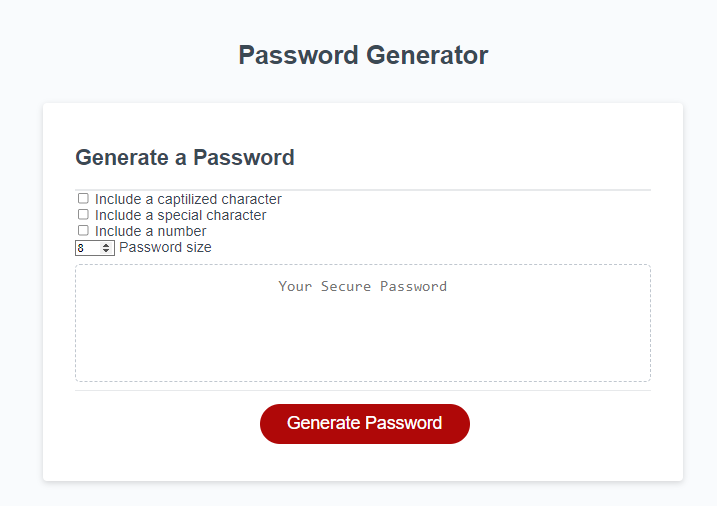 Password Generator
Generate a Password
Include a captilized character
Include a special character
Include a number
8 Password size
Your Secure Password
Generate Password